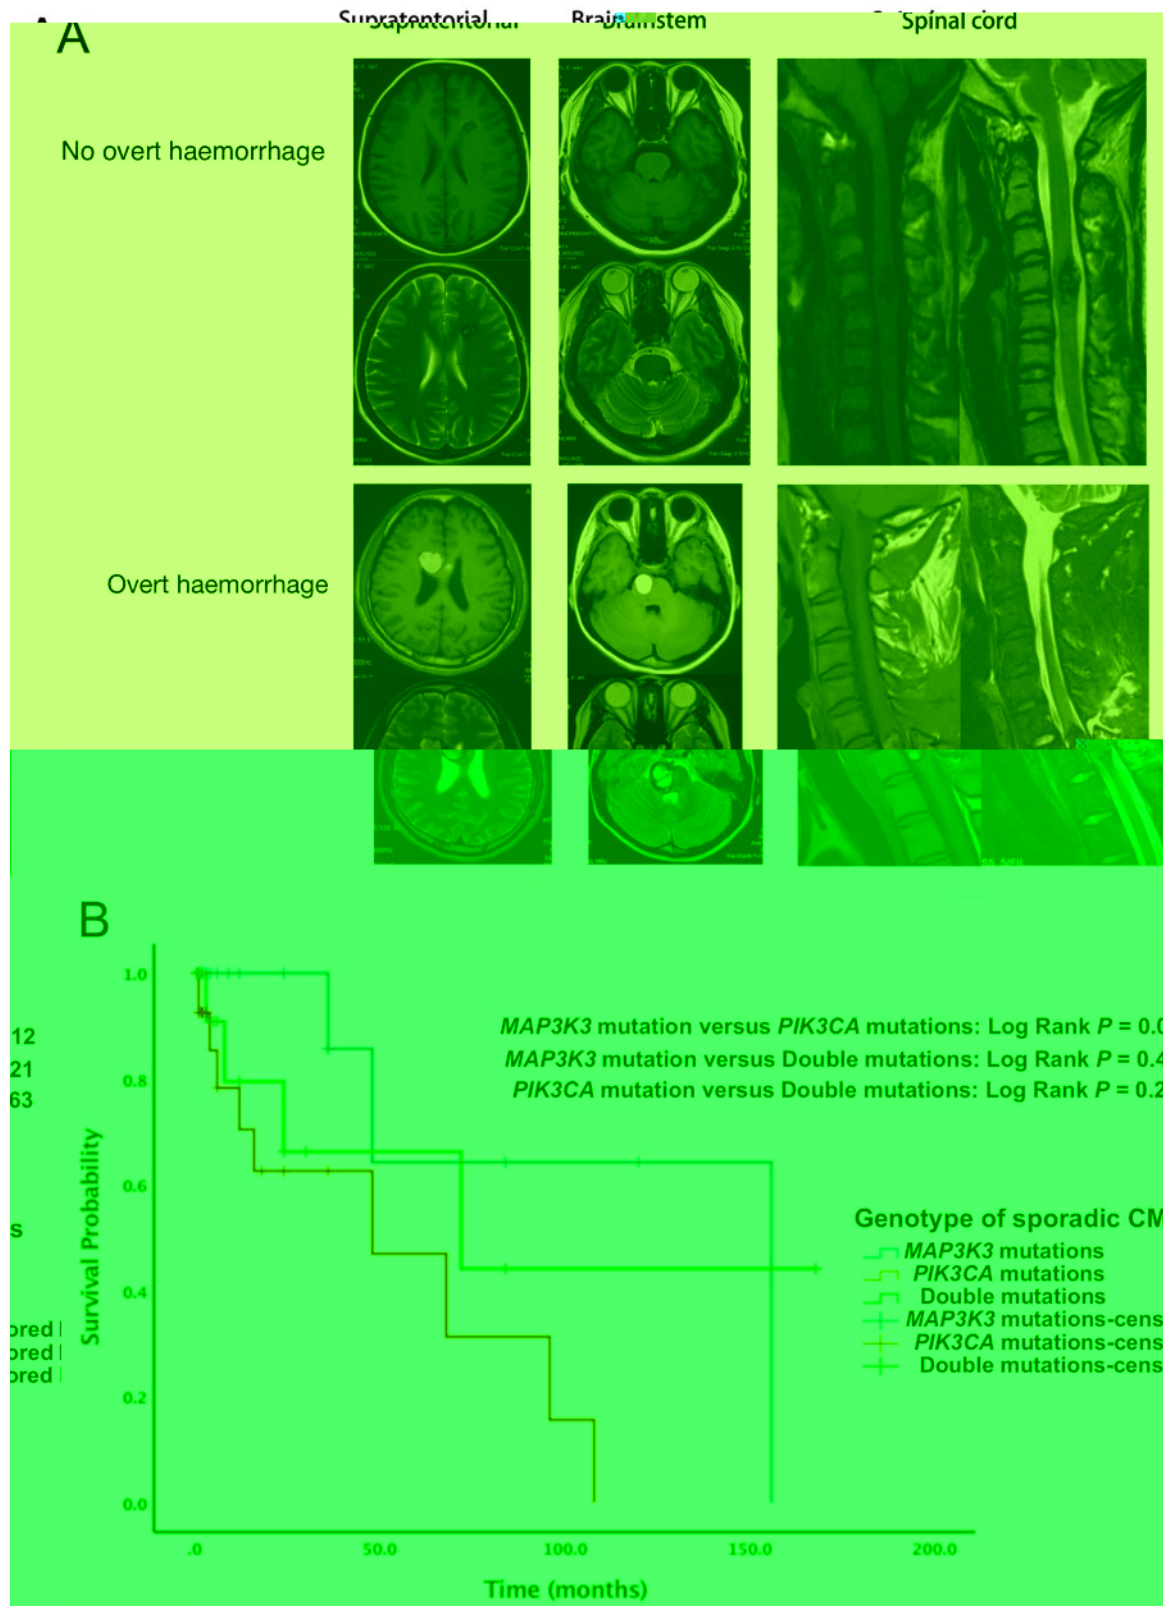 A
Supratentorial Brainstem Spinal cord
No overt haemorrhage
Overt haemorrhage
B
1.0
0.8
0.6
0.4
0.2
0.0
Survival Probability
MAP3K3 mutation versus PIK3CA mutations: Log Rank P = 0.0
12
MAP3K3 mutation versus Double mutations: Log Rank P = 0.4
21
PIK3CA mutation versus Double mutations: Log Rank P = 0.2
63
Genotype of sporadic CM
s
MAP3K3 mutations
PIK3CA mutations
Double mutations
MAP3K3 mutations-cens
ored
PIK3CA mutations-cens
ored
Double mutations-cens
ored
.0 50.0 100.0 150.0 200.0
Time (months)